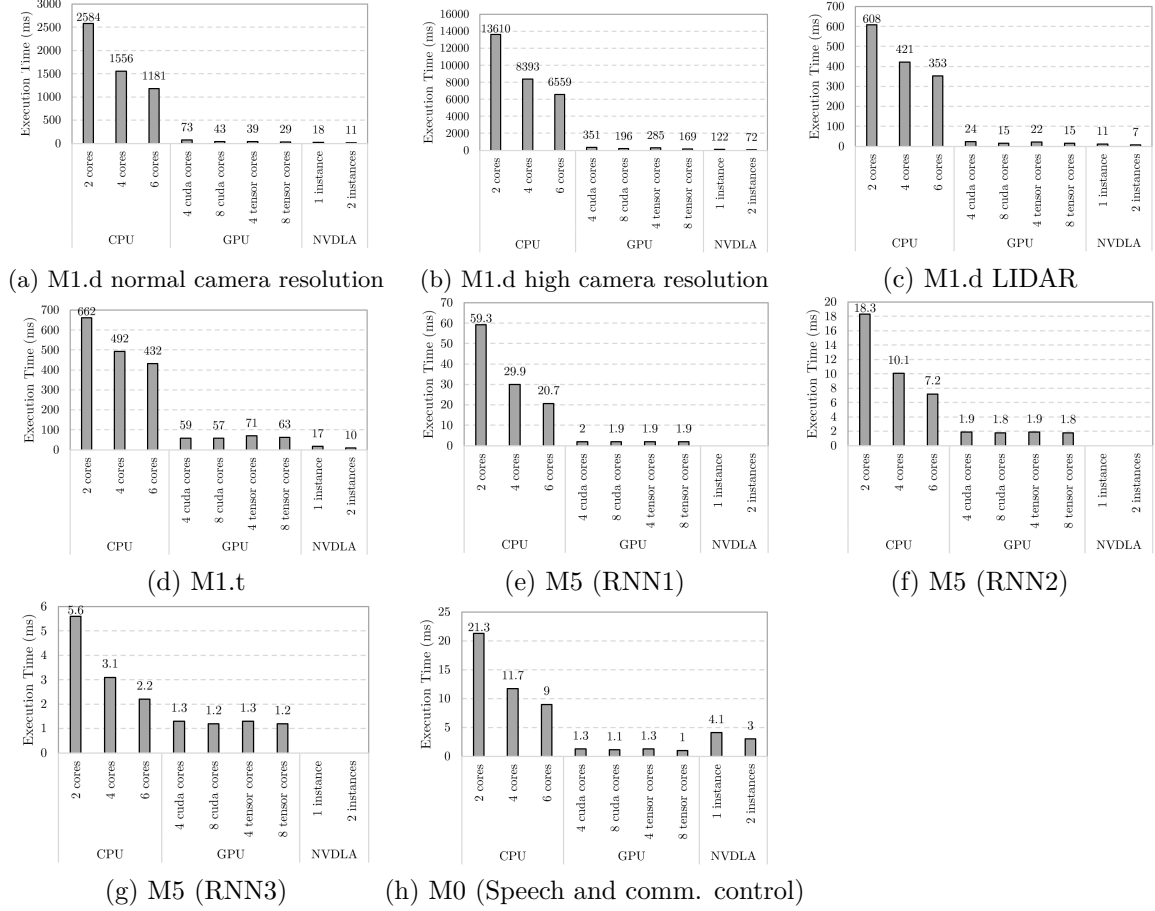 Execution Time (ms)
3000
2500
2000
1500
1000
500
0
2584
1556
1181
73
43
39
29
18
11
2 cores
4 cores
6 cores
4 cuda cores
8 cuda cores
4 tensor cores
8 tensor cores
1 instance
2 instances
CPU GPU NVDLA
(a) M1.d normal camera resolution
Execution Time (ms)
16000
14000
12000
10000
8000
6000
4000
2000
0
13610
8393
6559
351
196
285
169
122
72
2 cores
4 cores
6 cores
4 cuda cores
8 cuda cores
4 tensor cores
8 tensor cores
1 instance
2 instances
CPU GPU NVDLA
(b) M1.d high camera resolution
Execution Time (ms)
700
600
500
400
300
200
100
0
608
421
353
24
15
22
15
11
7
2 cores
4 cores
6 cores
4 cuda cores
8 cuda cores
4 tensor cores
8 tensor cores
1 instance
2 instances
CPU GPU NVDLA
(c) M1.d LIDAR
Execution Time (ms)
700
600
500
400
300
200
100
0
662
492
432
59
57
71
63
17
10
2 cores
4 cores
6 cores
4 cuda cores
8 cuda cores
4 tensor cores
8 tensor cores
1 instance
2 instances
CPU GPU NVDLA
(d) M1.t
Execution Time (ms)
70
60
50
40
30
20
10
0
59.3
29.9
20.7
2
1.9
1.9
1.9
2 cores
4 cores
6 cores
4 cuda cores
8 cuda cores
4 tensor cores
8 tensor cores
1 instance
2 instances
CPU GPU NVDLA
(e) M5 (RNN1)
Execution Time (ms)
20
18
16
14
12
10
8
6
4
2
0
18.3
10.1
7.2
1.9
1.8
1.9
1.8
2 cores
4 cores
6 cores
4 cuda cores
8 cuda cores
4 tensor cores
8 tensor cores
1 instance
2 instances
CPU GPU NVDLA
(f) M5 (RNN2)
Execution Time (ms)
6
5
4
3
2
1
0
5.6
3.1
2.2
1.3
1.2
1.3
1.2
2 cores
4 cores
6 cores
4 cuda cores
8 cuda cores
4 tensor cores
8 tensor cores
1 instance
2 instances
CPU GPU NVDLA
(g) M5 (RNN3)
Execution Time (ms)
25
20
15
10
5
0
21.3
11.7
9
1.3
1.1
1.3
1
4.1
3
2 cores
4 cores
6 cores
4 cuda cores
8 cuda cores
4 tensor cores
8 tensor cores
1 instance
2 instances
CPU GPU NVDLA
(h) M0 (Speech and comm. control)